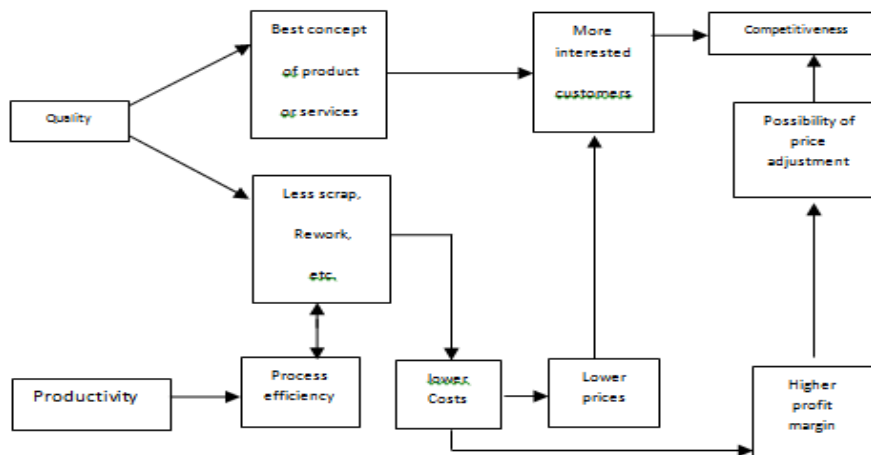 Best concept
of product
or services
More
interested
customers
Competitiveness
Quality
Possibility of
price
adjustment
Less scrap,
Rework,
etc.
Productivity
Process
efficiency
lower
Costs
Lower
prices
Higher
profit
margin